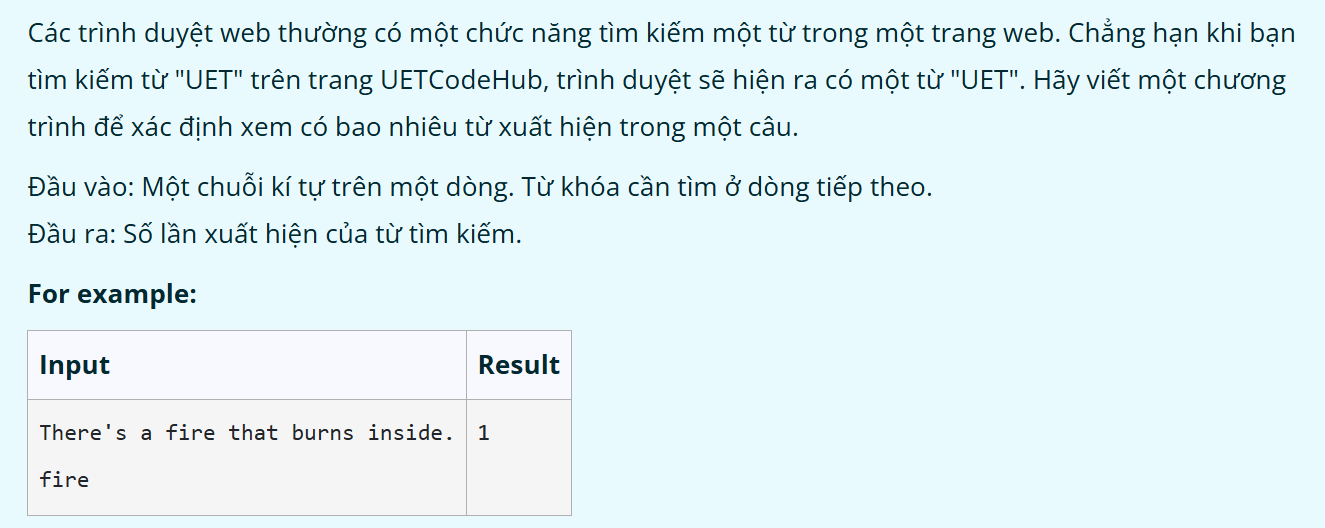 Các trình duyệt web thường có một chức năng tìm kiếm một từ trong một trang web. Chẳng hạn khi bạn
tìm kiếm từ "UET" trên trang UETCodeHub, trình duyệt sẽ hiện ra có một từ "UET". Hãy viết một chương
trình để xác định xem có bao nhiêu từ xuất hiện trong một câu.
Đầu vào: Một chuỗi kí tự trên một dòng. Từ khóa cần tìm ở dòng tiếp theo.
Đầu ra: Số lần xuất hiện của từ tìm kiếm.
For example:
Input Result
There's a fire that burns inside. 1
fire